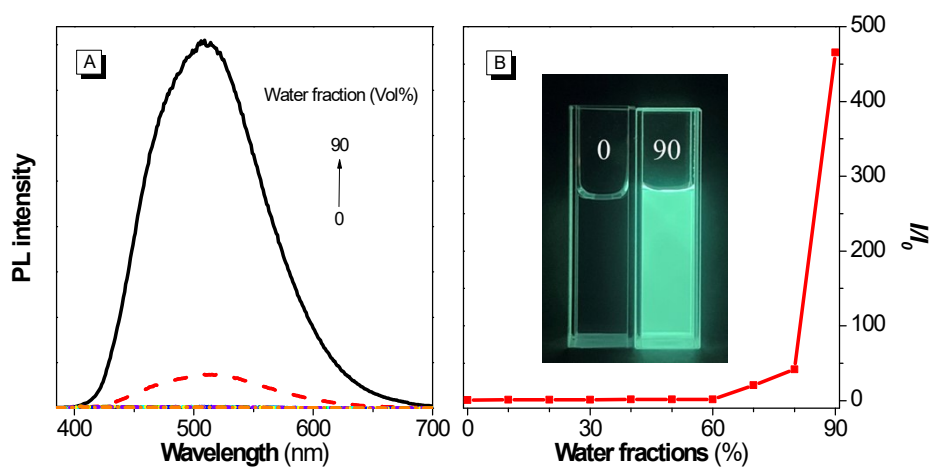 A
Water fraction (Vol%)
90
0
PL intensity
400 500 600 700
Wavelength (nm)
B
0 90
500
400
300
200
100
0
I/I0
0 30 60 90
Water fractions (%)